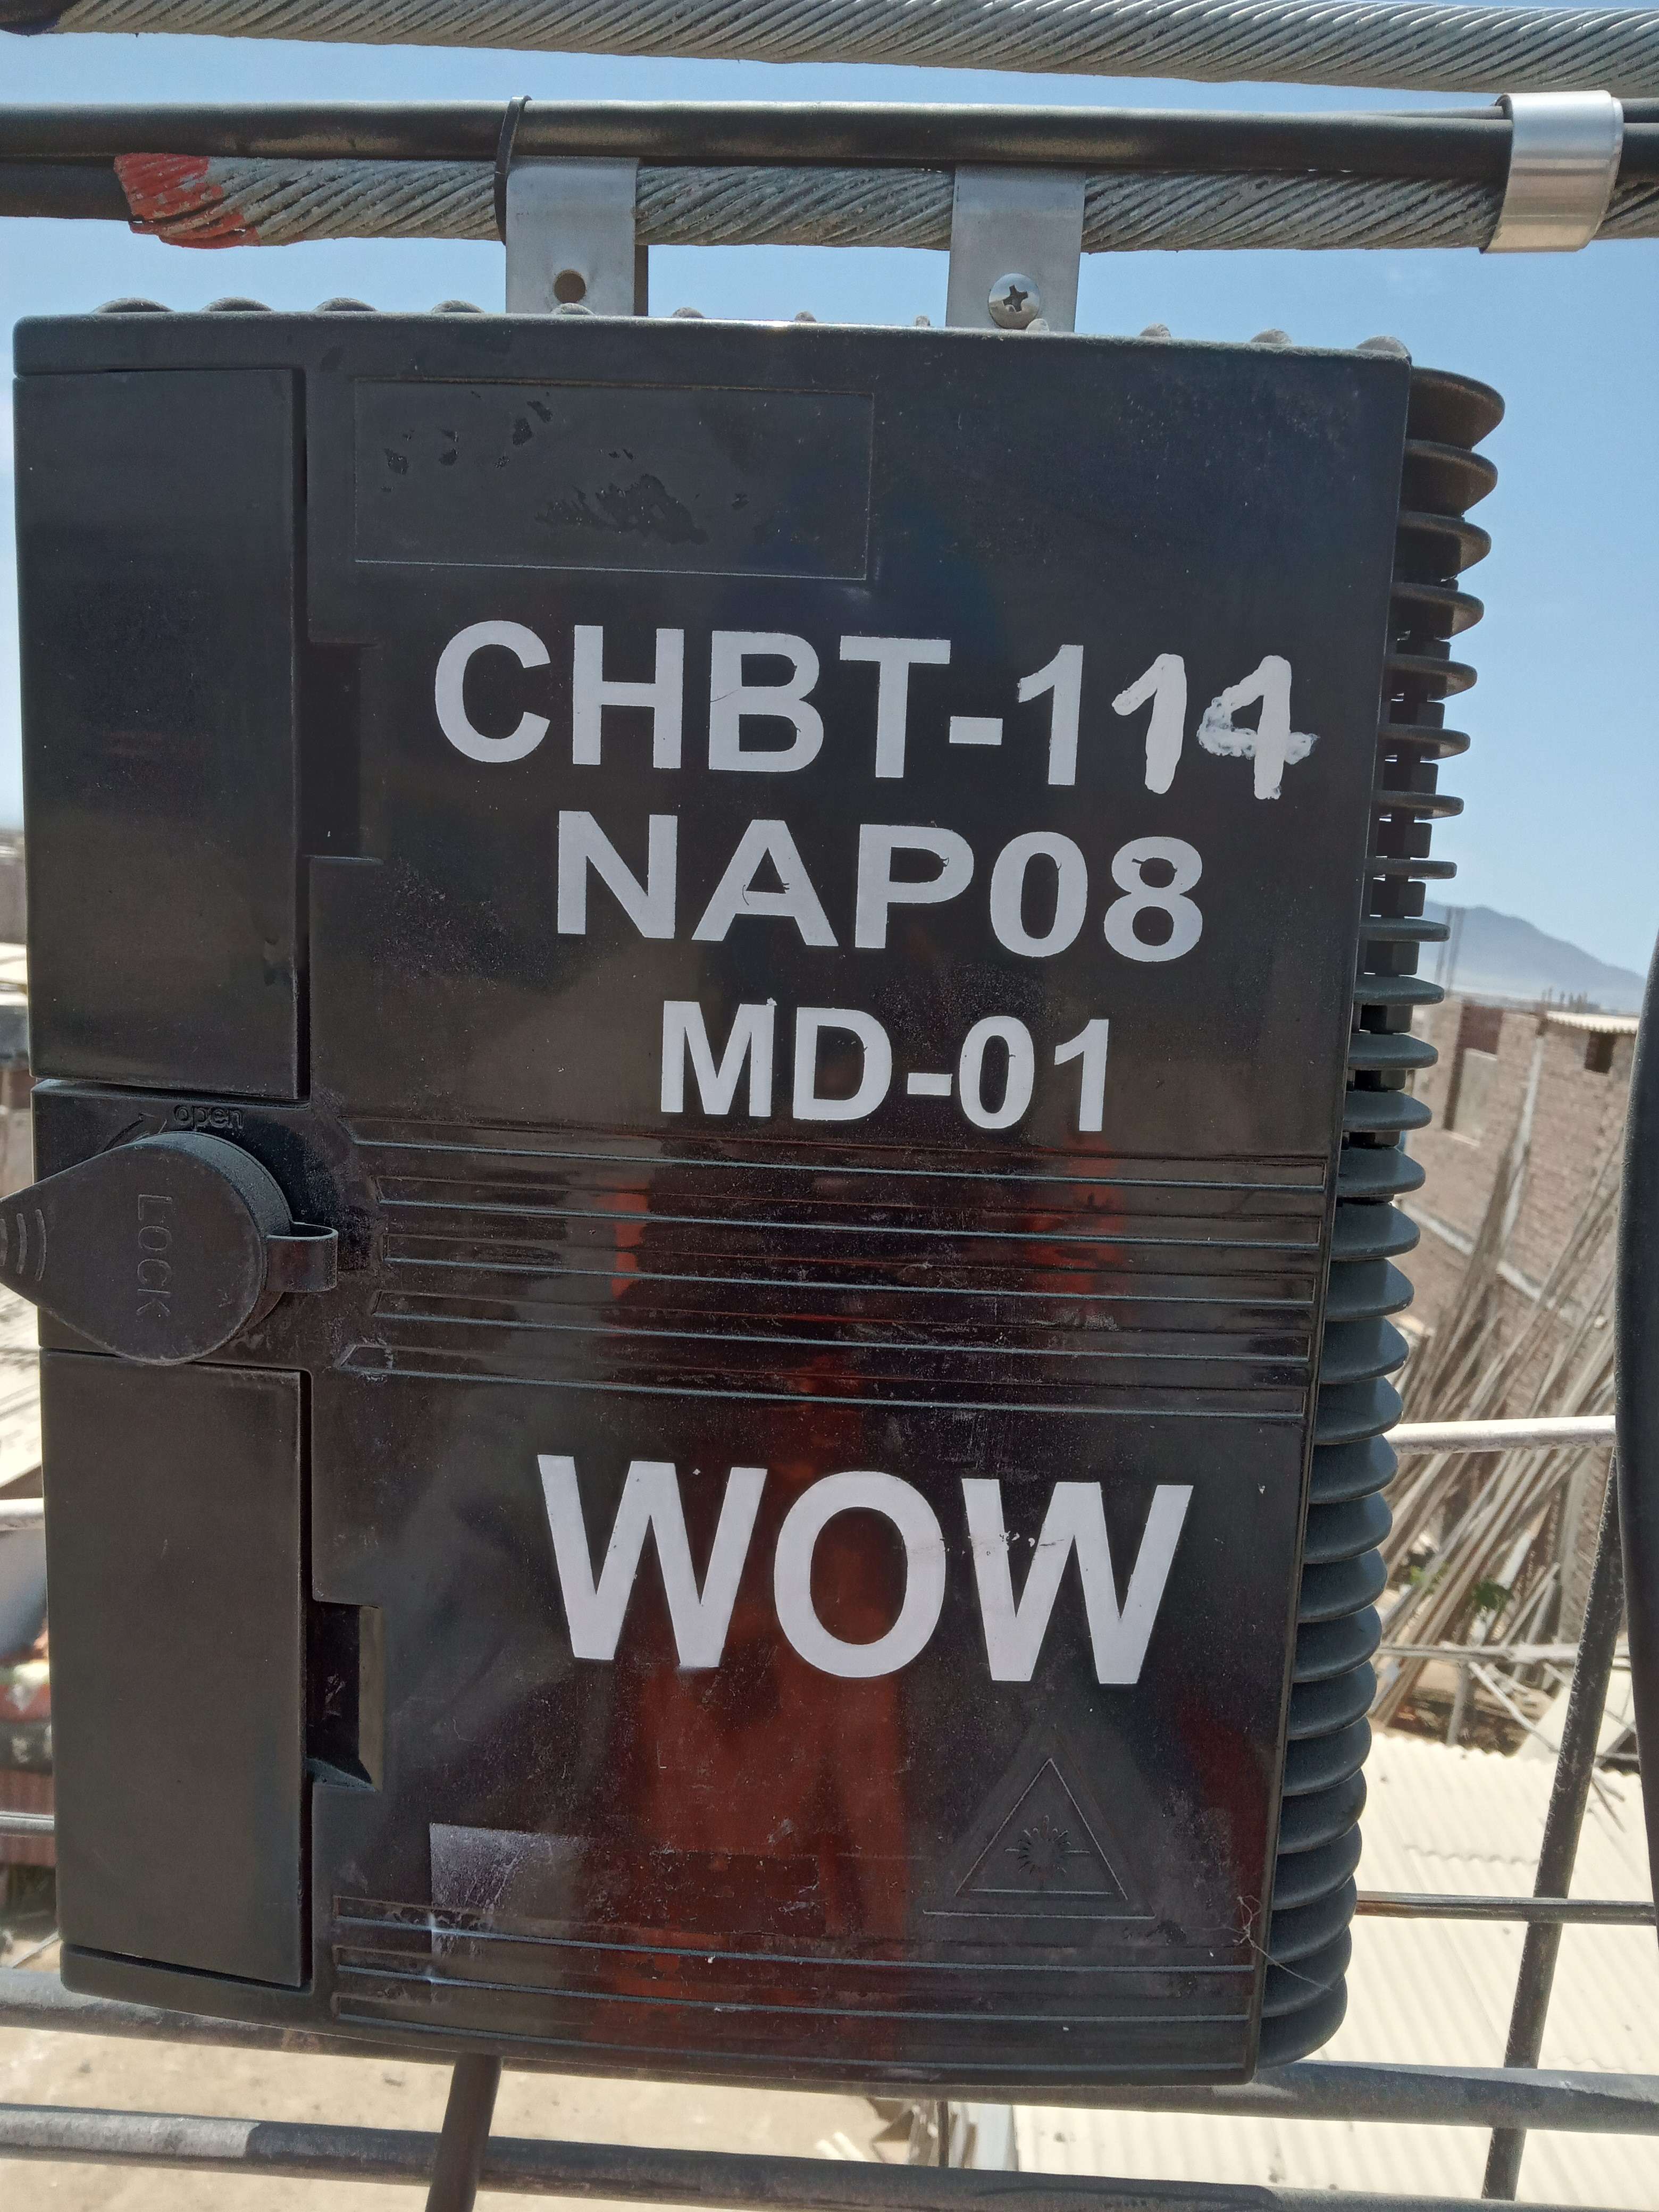 CHBT-114
NAP08
MD-01
open
LOCK
WOW